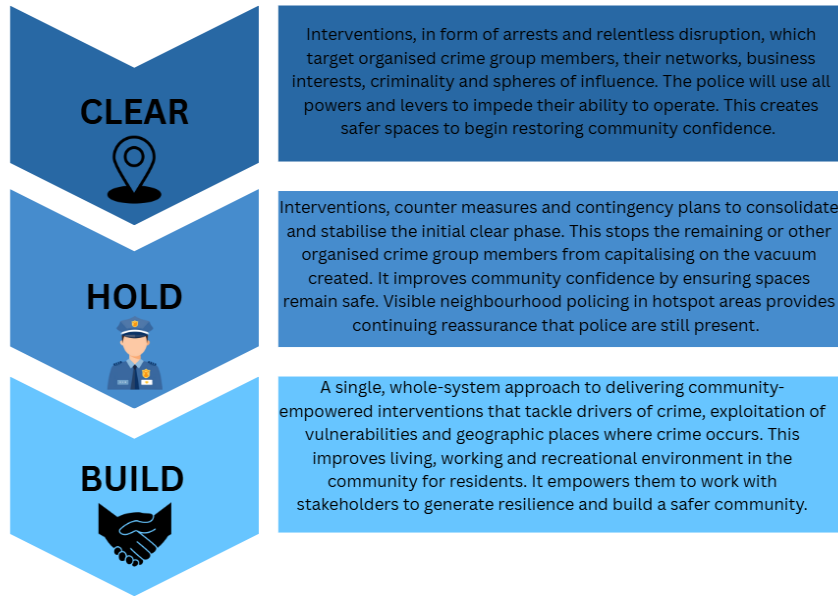 CLEAR
Interventions, in form of arrests and relentless disruption, which
target organised crime group members, their networks, business
interests, criminality and spheres of influence. The police will use all
powers and levers to impede their ability to operate. This creates
safer spaces to begin restoring community confidence.
HOLD
Interventions, counter measures and contingency plans to consolidate
and stabilise the initial clear phase. This stops the remaining or other
organised crime group members from capitalising on the vacuum
created. It improves community confidence by ensuring spaces
remain safe. Visible neighbourhood policing in hotspot areas provides
continuing reassurance that police are still present.
BUILD
A single, whole-system approach to delivering community-
empowered interventions that tackle drivers of crime, exploitation of
vulnerabilities and geographic places where crime occurs. This
improves living, working and recreational environment in the
community for residents. It empowers them to work with
stakeholders to generate resilience and build a safer community.